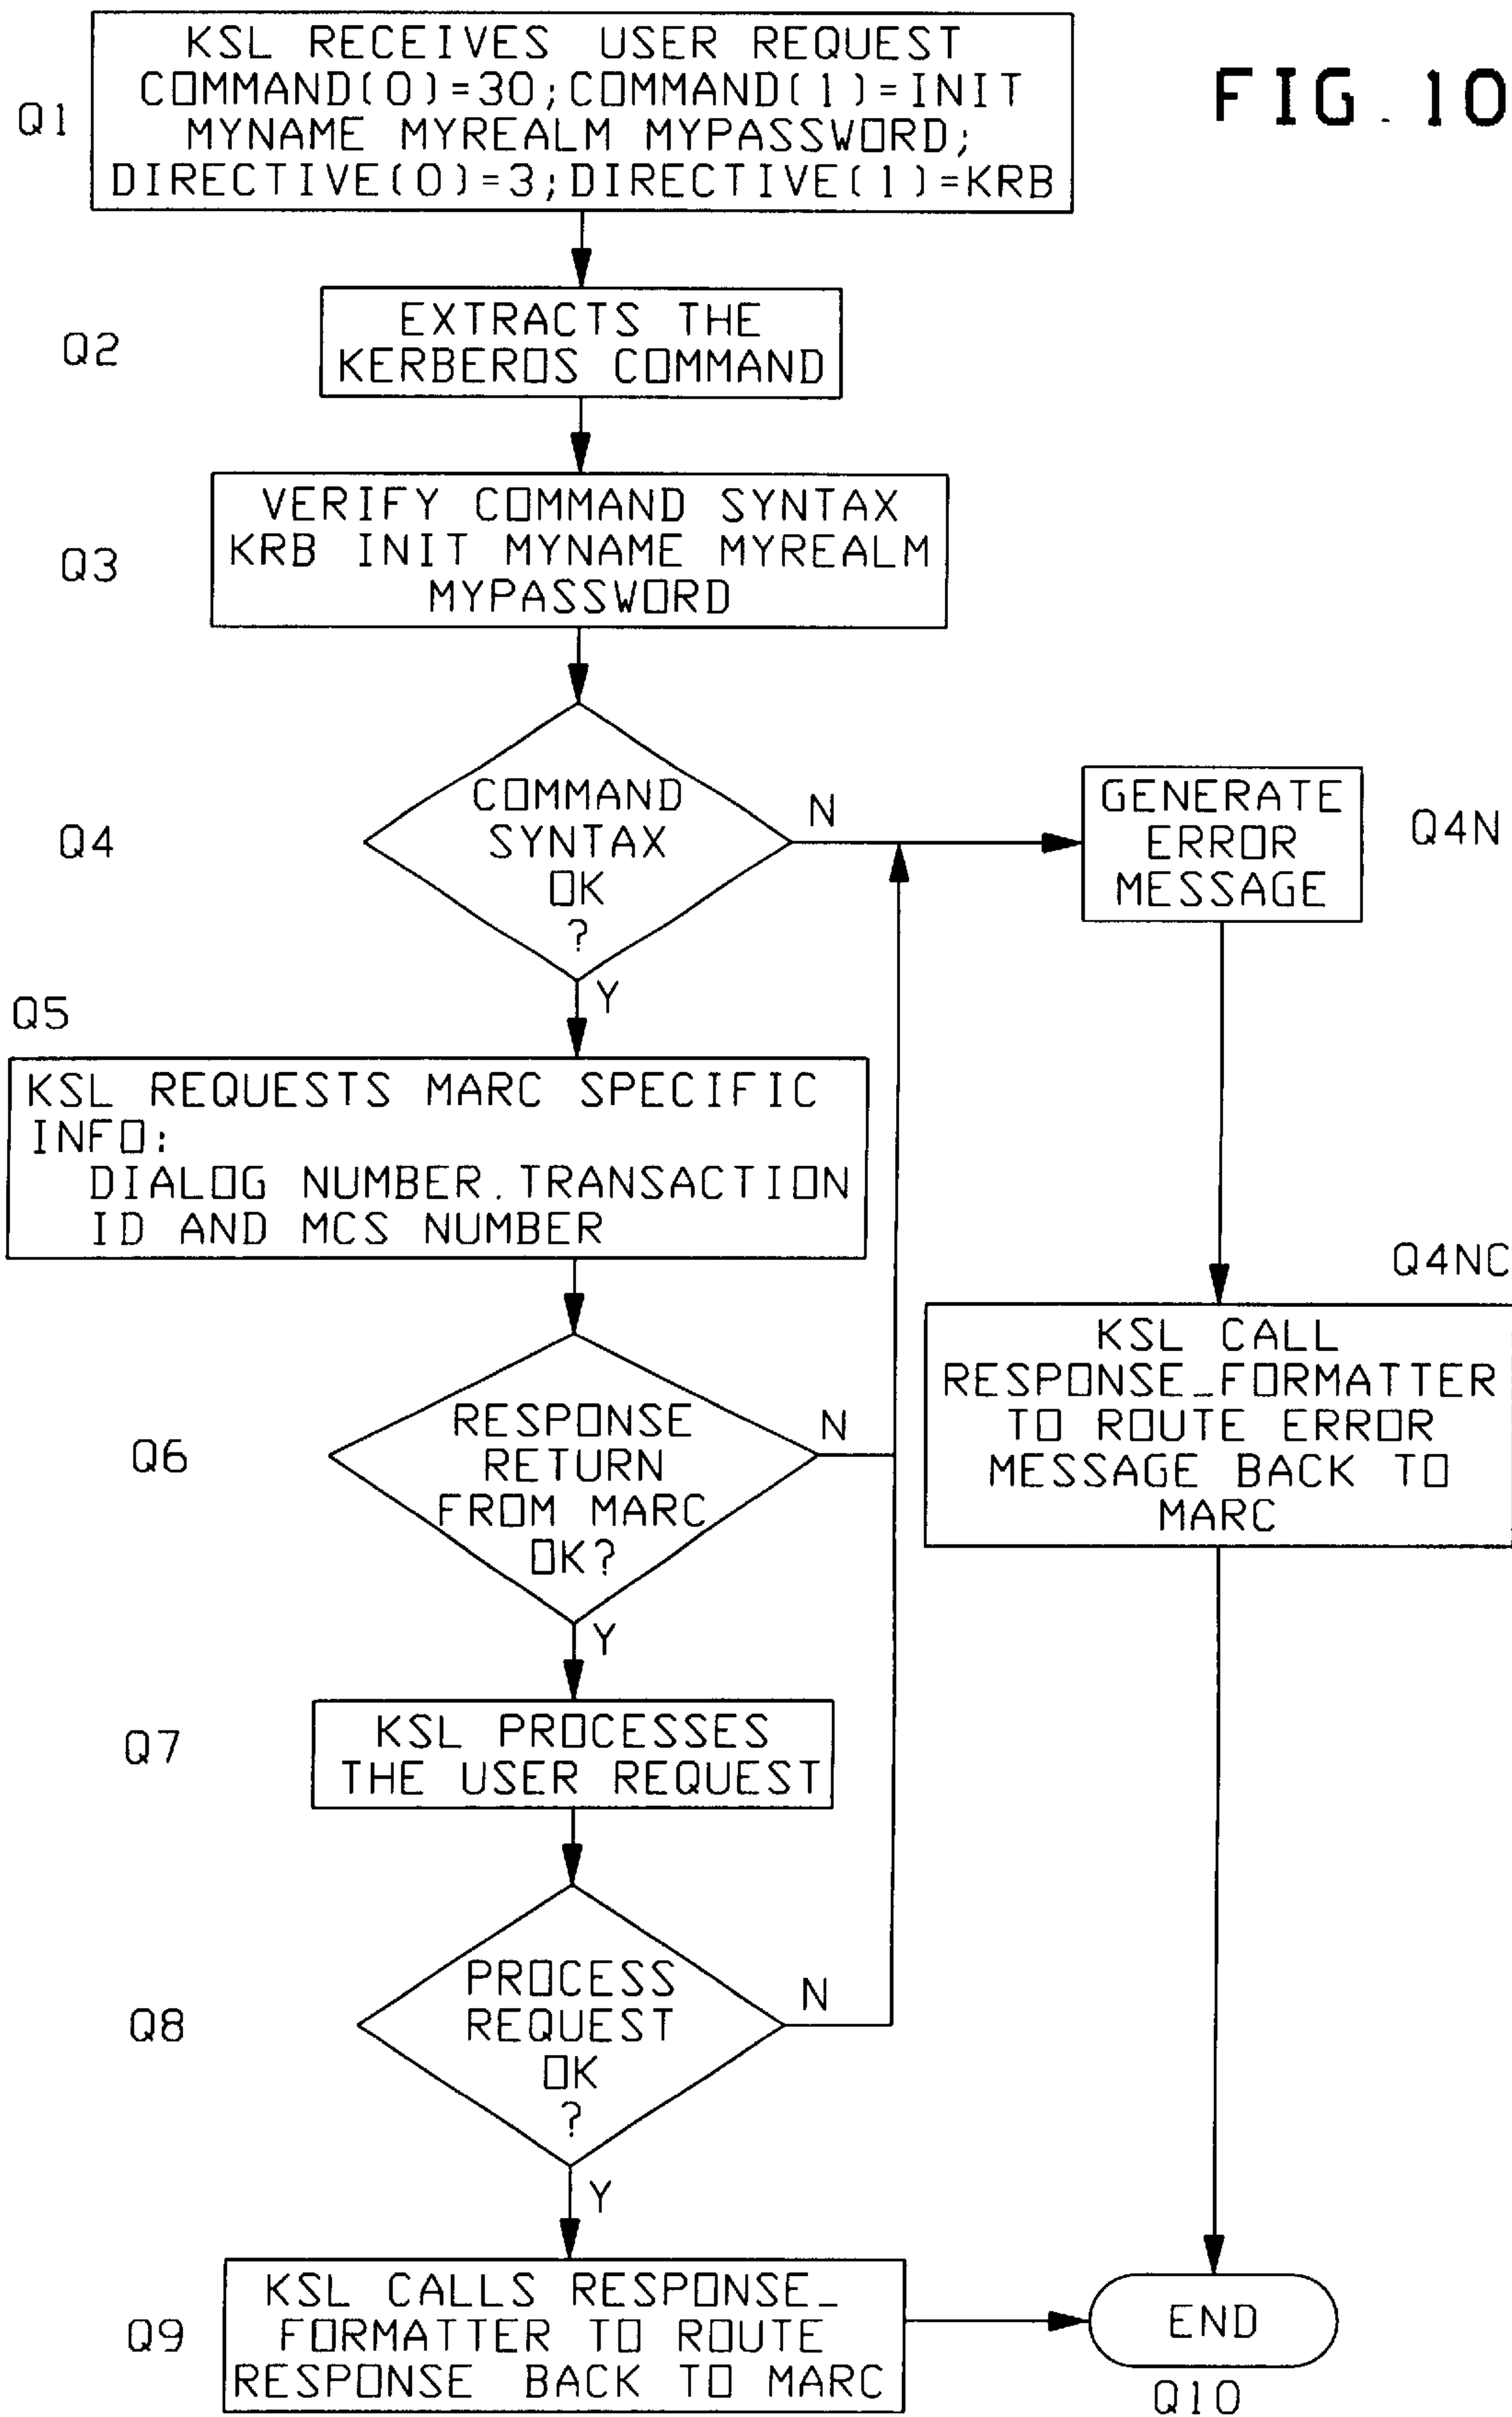 FIG. 10
Q1
KSL RECEIVES USER REQUEST
COMMAND(0)=30;COMMAND(1)=INIT
MYNAME MYREALM MYPASSWORD;
DIRECTIVE(0)=3;DIRECTIVE(1)=KRB
Q2
EXTRACTS THE
KERBEROS COMMAND
Q3
VERIFY COMMAND SYNTAX
KRB INIT MYNAME MYREALM
MYPASSWORD
Q4
COMMAND
SYNTAX
OK
?
N
Y
GENERATE
ERROR
MESSAGE
Q4N
Q5
KSL REQUESTS MARC SPECIFIC
INFO:
DIALOG NUMBER.TRANSACTION
ID AND MCS NUMBER
Q4NC
KSL CALL
RESPONSE_FORMATTER
TO ROUTE ERROR
MESSAGE BACK TO
MARC
Q6
RESPONSE
RETURN
FROM MARC
OK?
N
Y
Q7
KSL PROCESSES
THE USER REQUEST
Q8
PROCESS
REQUEST
OK
?
N
Y
Q9
KSL CALLS RESPONSE_
FORMATTER TO ROUTE
RESPONSE BACK TO MARC
END
Q10